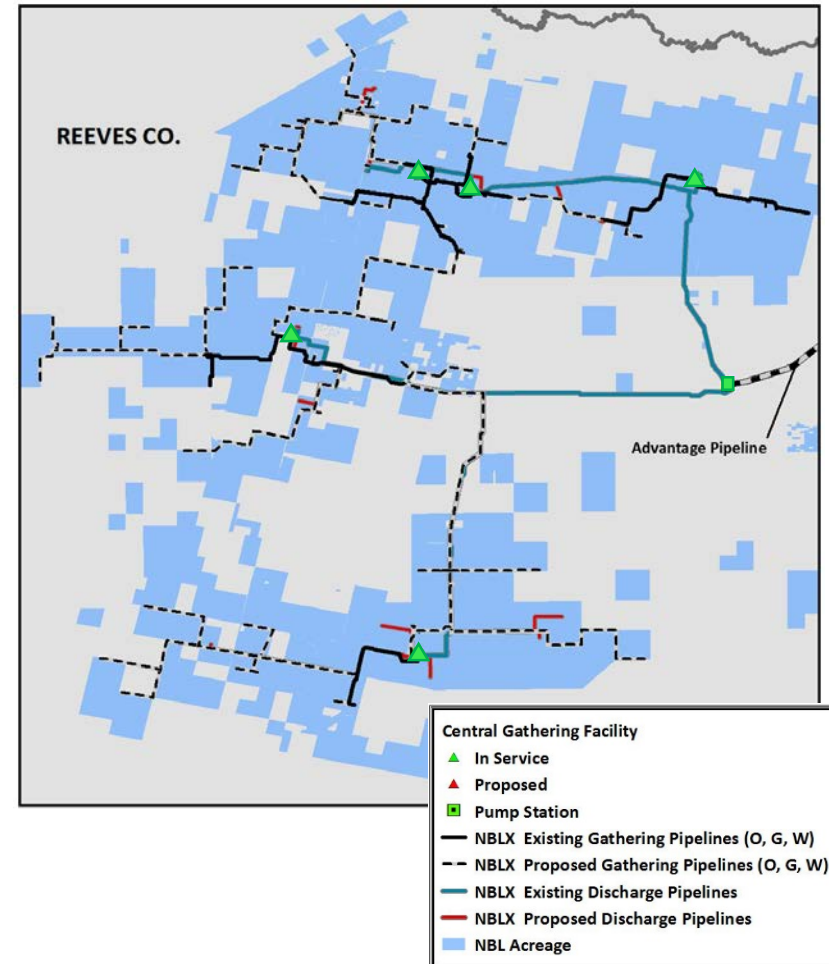 REEVES CO.
Advantage Pipeline
Central Gathering Facility
In Service
Proposed
Pump Station
NBLX Existing Gathering Pipelines (O, G, W)
NBLX Proposed Gathering Pipelines (O, G, W)
NBLX Existing Discharge Pipelines
NBLX Proposed Discharge Pipelines
NBL Acreage